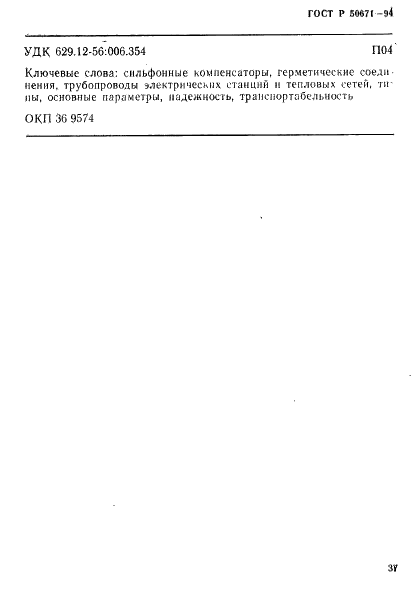 ГОСТ Р 50671—94
УДК 629.12-56:006.354 П04
Ключевые слова: сильфонные компенсаторы, герметические соеди-
нения, трубопроводы электрических станций и тепловых сетей, ти-
пы, основные параметры, надежность, транспортабельность
ОКП 36 9574
37